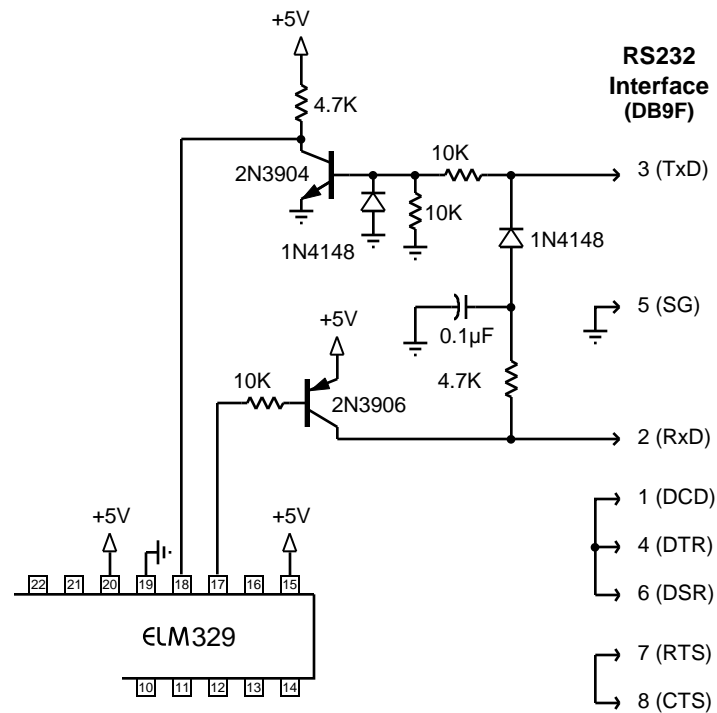 +5V
RS232
Interface
(DB9F)
4.7K
2N3904
10K
3 (TxD)
10K
1N4148
1N4148
5 (SG)
0.1µF
+5V
4.7K
10K
2N3906
2 (RxD)
1 (DCD)
+5V
+5V
4 (DTR)
22 21 20 19 18 17 16 15
6 (DSR)
ELM329
7 (RTS)
10 11 12 13 14
8 (CTS)